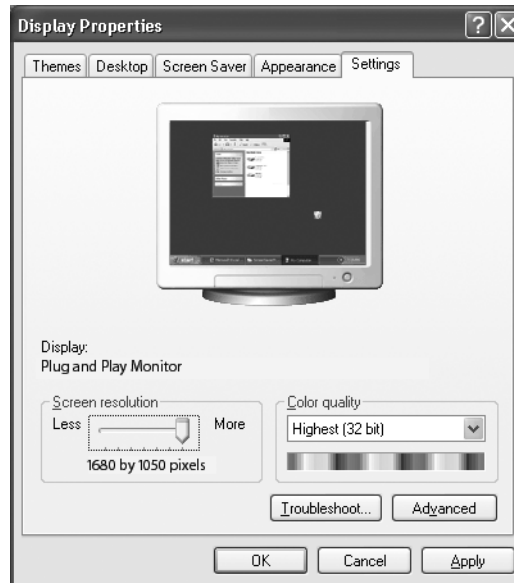 Display Properties
Themes Desktop Screen Saver Appearance Settings
Display:
Plug and Play Monitor
Screen resolution
Less More
1680 by 1050 pixels
Color quality
Highest (32 bit)
Troubleshoot... Advanced
OK Cancel Apply